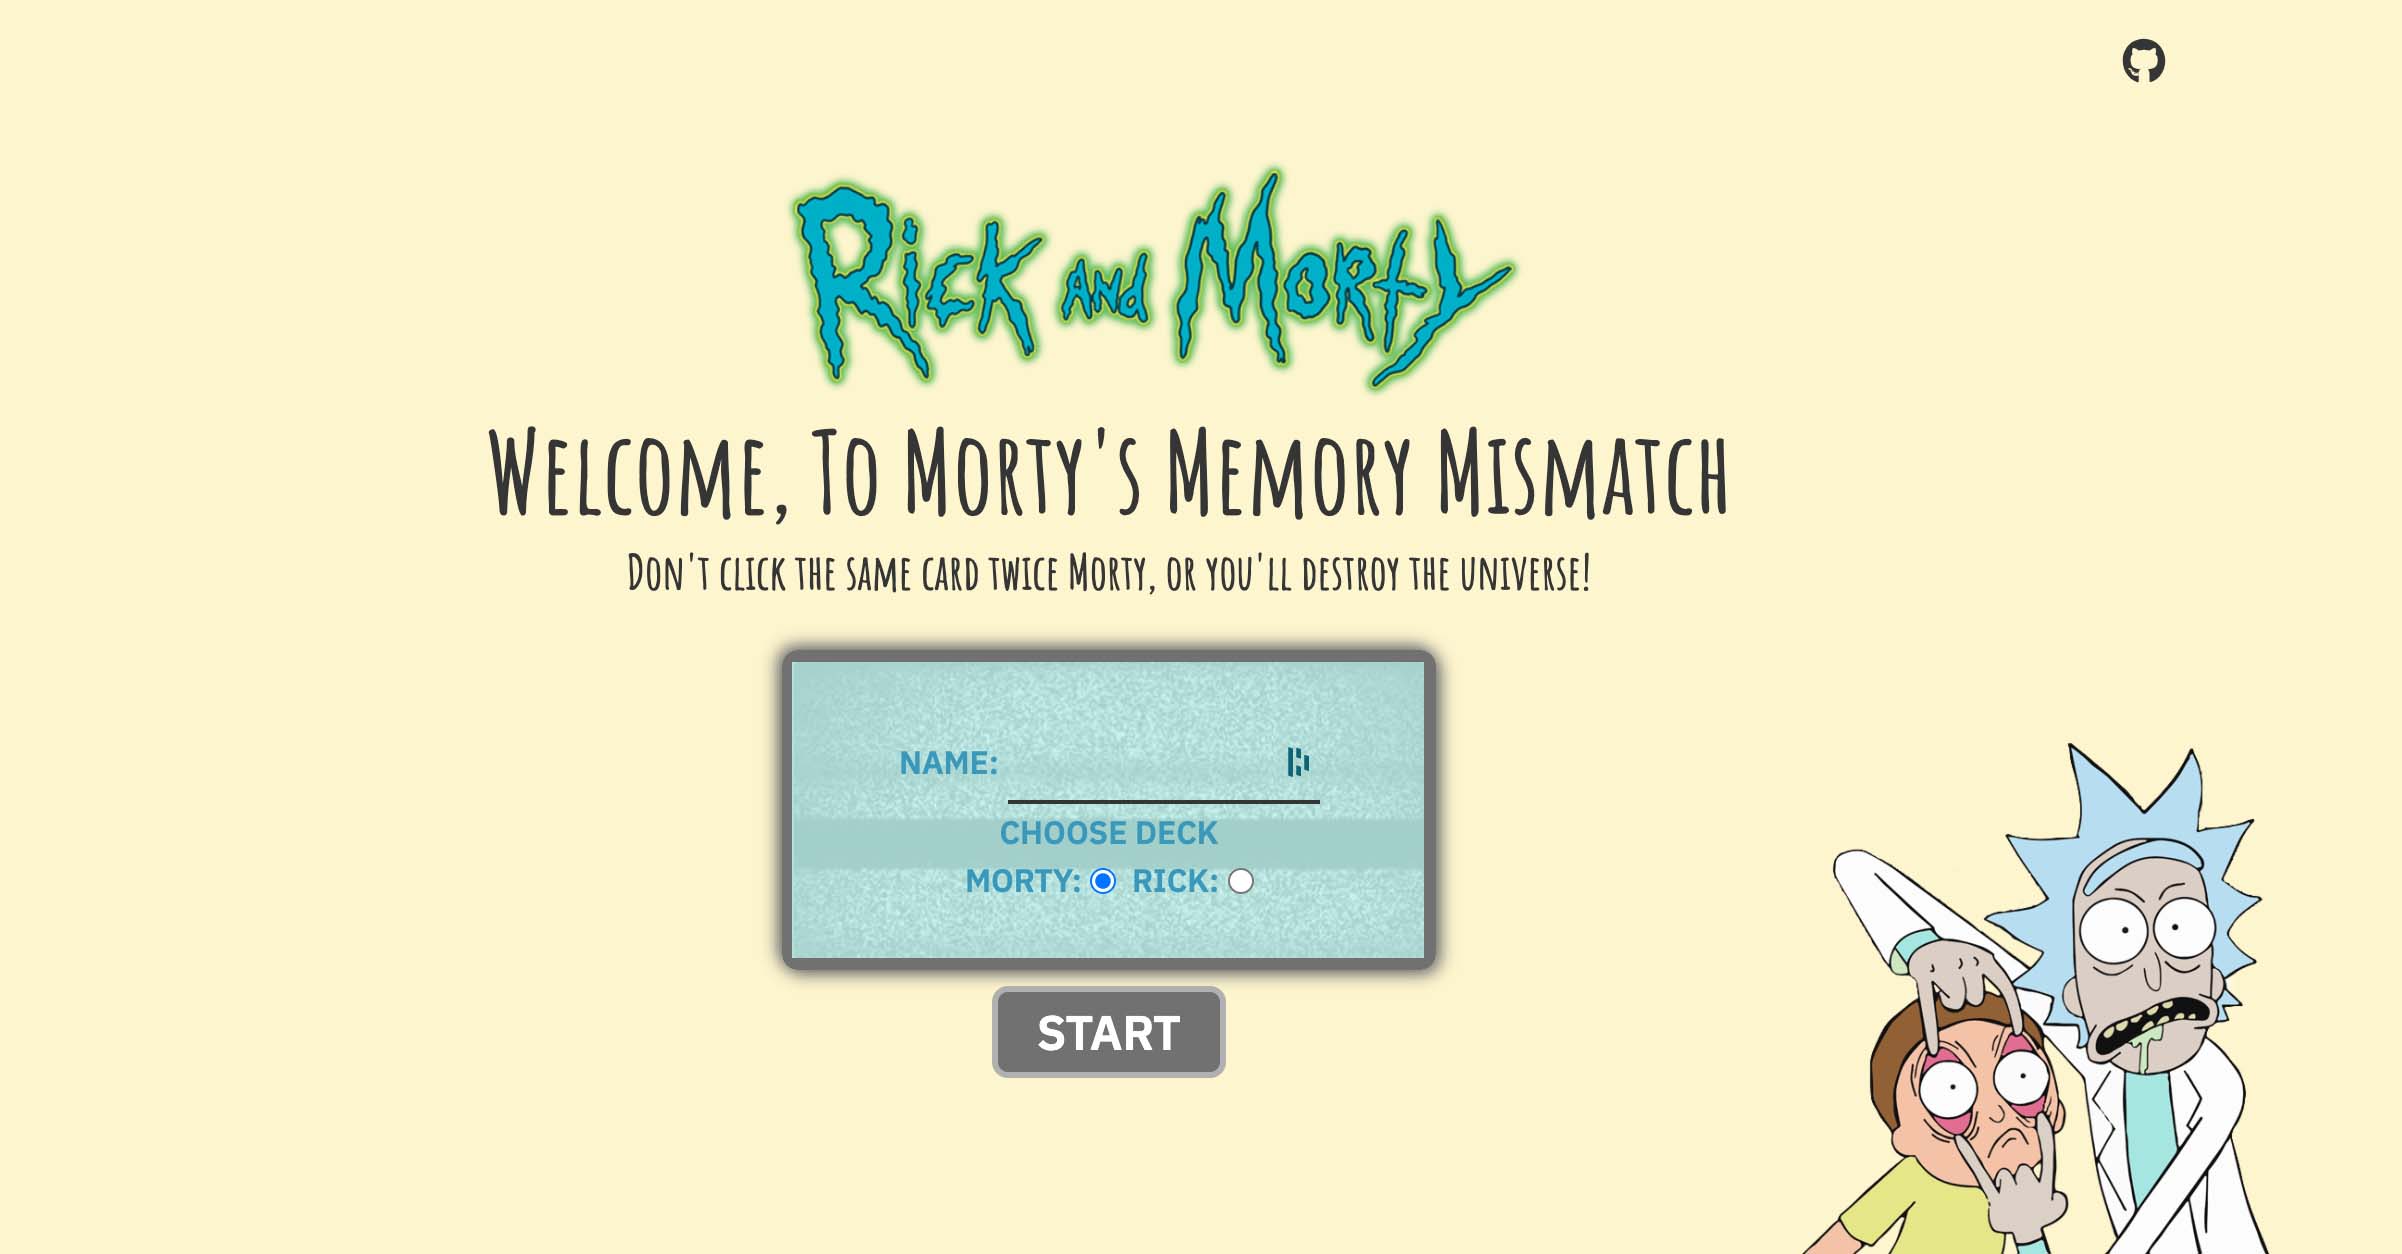 Rick and Morty
Welcome, To Morty's Memory Mismatch
Don't click the same card twice Morty, or you'll destroy the universe!
NAME:
CHOOSE DECK
MORTY: RICK:
START